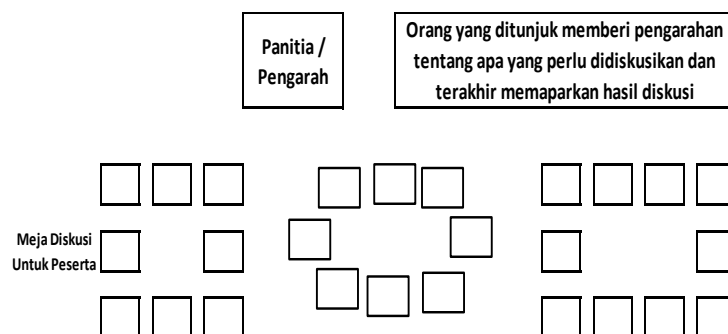 Panitia /
Pengarah
Orang yang ditunjuk memberi pengarahan
tentang apa yang perlu didiskusikan dan
terakhir memaparkan hasil diskusi
Meja Diskusi
Untuk Peserta